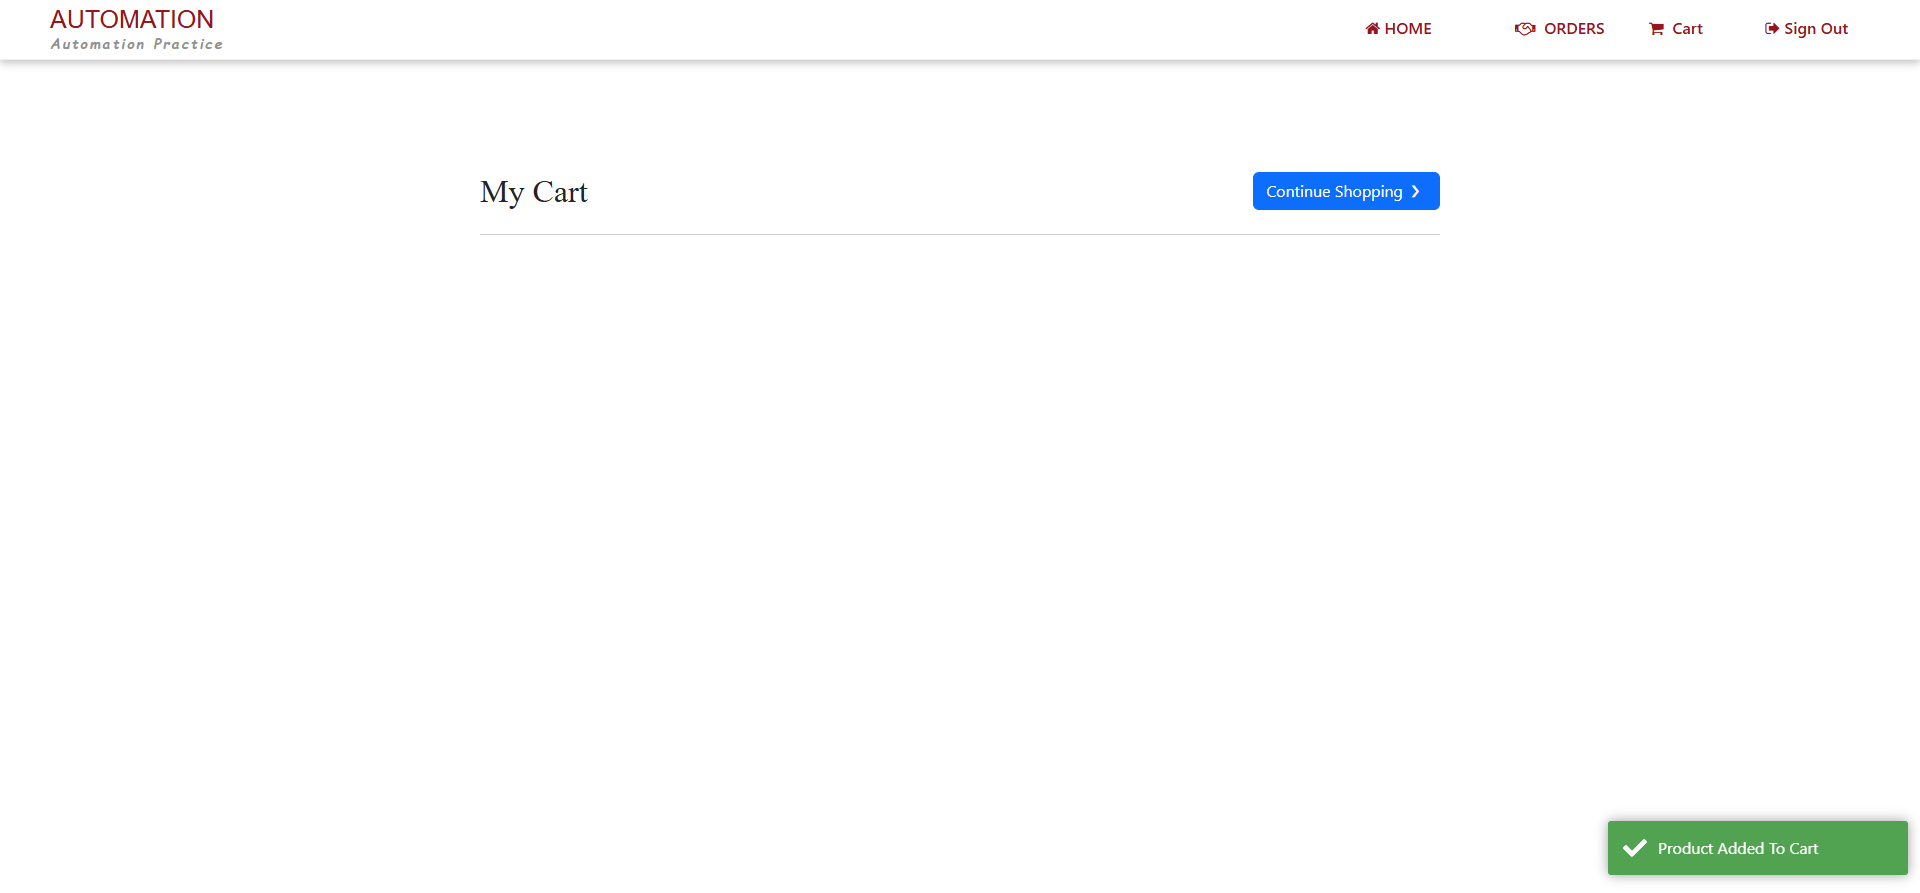 AUTOMATION
Automation Practice
HOME
ORDERS
Cart
Sign Out
My Cart
Continue Shopping
Product Added To Cart